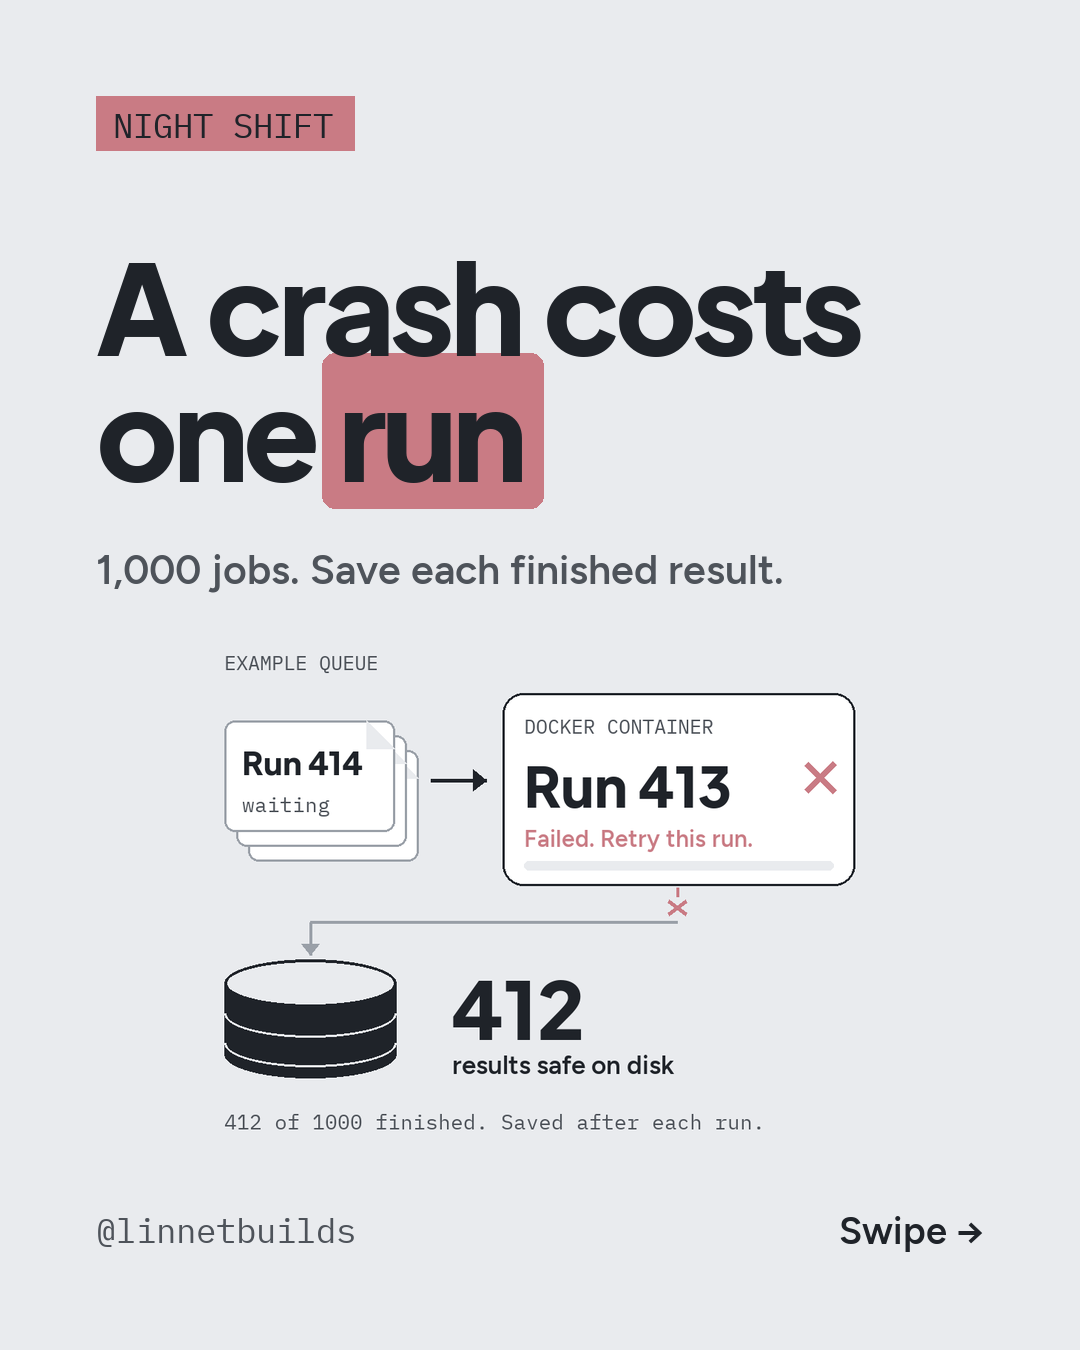 NIGHT SHIFT
A crash costs
one run
1,000 jobs. Save each finished result.
EXAMPLE QUEUE
Run 414
waiting
DOCKER CONTAINER
Run 413
Failed. Retry this run.
412
results safe on disk
412 of 1000 finished. Saved after each run.
@linnetbuilds
Swipe →